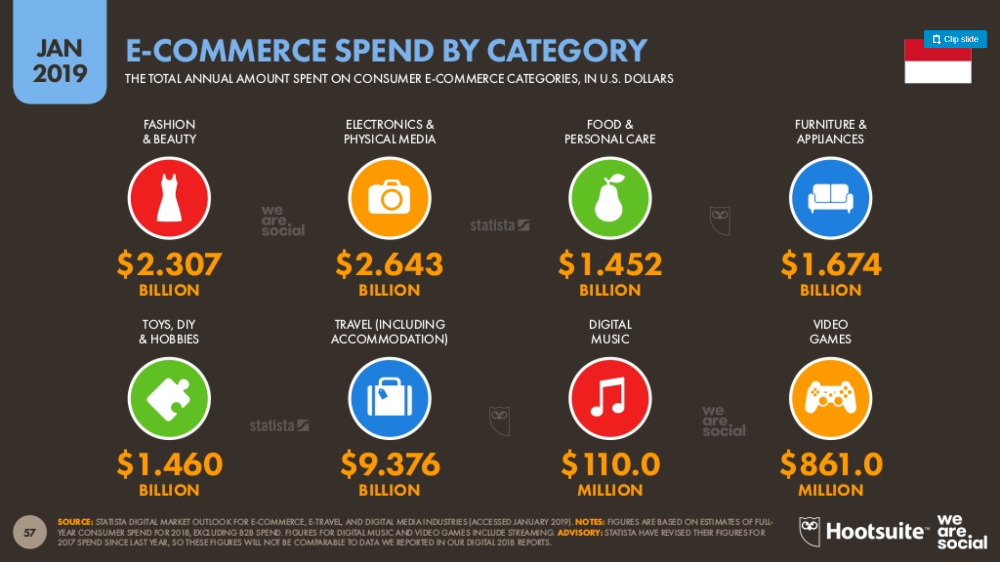 JAN
2019
E-COMMERCE SPEND BY CATEGORY
THE TOTAL ANNUAL AMOUNT SPENT ON CONSUMER E-COMMERCE CATEGORIES, IN U.S. DOLLARS
Clip slide
FASHION
& BEAUTY
ELECTRONICS &
PHYSICAL MEDIA
FOOD &
PERSONAL CARE
FURNITURE &
APPLIANCES
we
are
social
statista
$2.307
BILLION
$2.643
BILLION
$1.452
BILLION
$1.674
BILLION
TOYS, DIY
& HOBBIES
TRAVEL (INCLUDING
ACCOMMODATION)
DIGITAL
MUSIC
VIDEO
GAMES
statista
we
are
social
$1.460
BILLION
$9.376
BILLION
$110.0
MILLION
$861.0
MILLION
57
SOURCE: STATISTA DIGITAL MARKET OUTLOOK FOR E-COMMERCE, E-TRAVEL, AND DIGITAL MEDIA INDUSTRIES (ACCESSED JANUARY 2019). NOTES: FIGURES ARE BASED ON ESTIMATES OF FULL-
YEAR CONSUMER SPEND FOR 2018, EXCLUDING B2B SPEND. FIGURES FOR DIGITAL MUSIC AND VIDEO GAMES INCLUDE STREAMING. ADVISORY: STATISTA HAVE REVISED THEIR FIGURES FOR
2017 SPEND SINCE LAST YEAR, SO THESE FIGURES WILL NOT BE COMPARABLE TO DATA WE REPORTED IN OUR DIGITAL 2018 REPORTS.
Hootsuite™
we
are
social